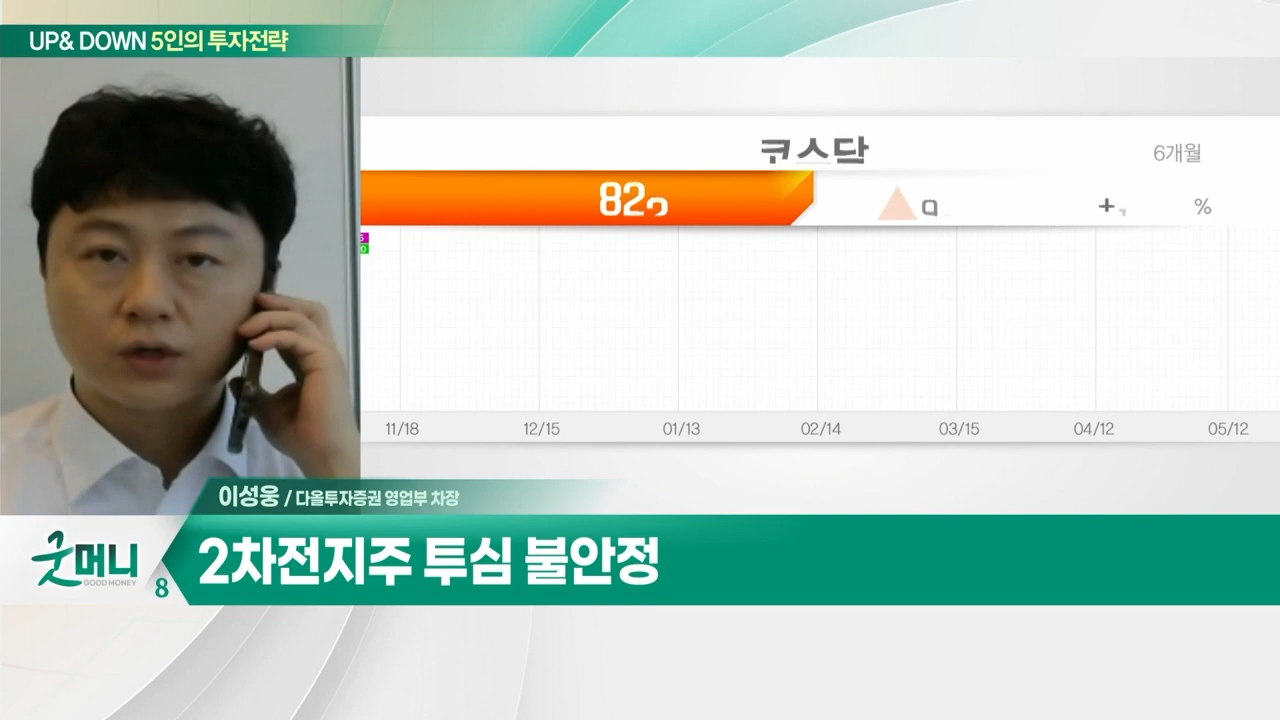 UP& DOWN 5인의 투자전략
코스닥
6개월
82
+
%
11/18 12/15 01/13 02/14 03/15 04/12 05/12
이성웅 / 다올투자증권 영업부 차장
굿머니
GOOD MONEY
8
2차전지주 투심 불안정